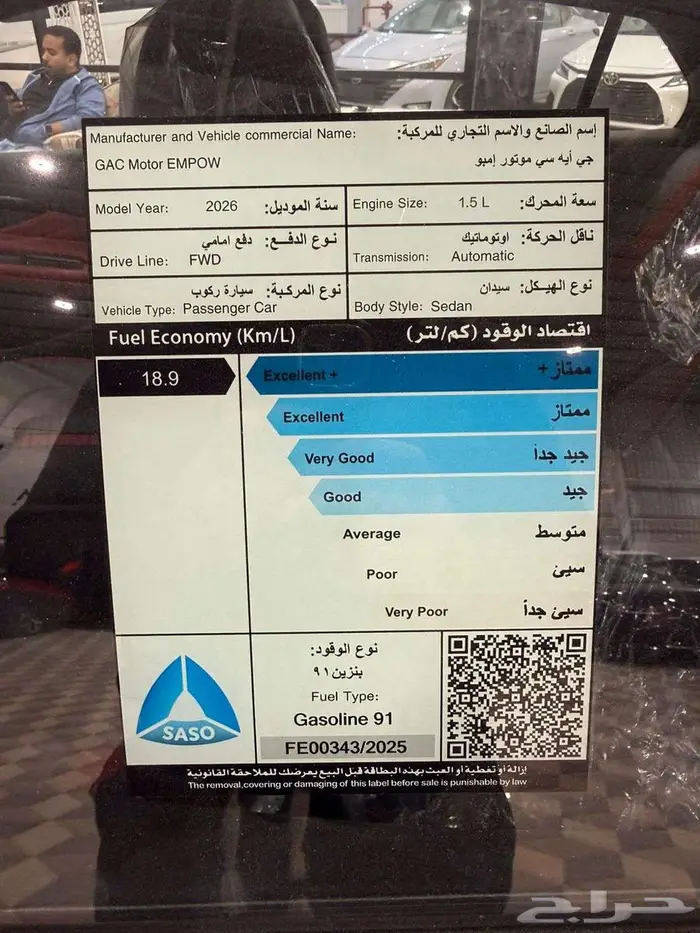 Manufacturer and Vehicle commercial Name: إسم الصانع والاسم التجاري للمركبة:
GAC Motor EMPOW جي أيه سي موتور إمبو
Model Year: 2026 سنة الموديل: Engine Size: 1.5 L سعة المحرك:
نوع الدفع: دفع امامي
Drive Line: FWD
ناقل الحركة: اوتوماتيك
Transmission: Automatic
نوع المركبة: سيارة ركوب
Vehicle Type: Passenger Car
نوع الهيكل: سيدان
Body Style: Sedan
Fuel Economy (Km/L) اقتصاد الوقود (كم/لتر)
18.9
Excellent + ممتاز+
Excellent ممتاز
Very Good جيد جداً
Good جيد
Average متوسط
Poor سيئ
Very Poor سيئ جداً
SASO
نوع الوقود:
بنزين ٩١
Fuel Type:
Gasoline 91
FE00343/2025
إزالة أو تغطية أو العبث بهذه البطاقة قبل البيع يعرضك للملاحقة القانونية
The removal,covering or damaging of this label before sale is punishable by law
حراج